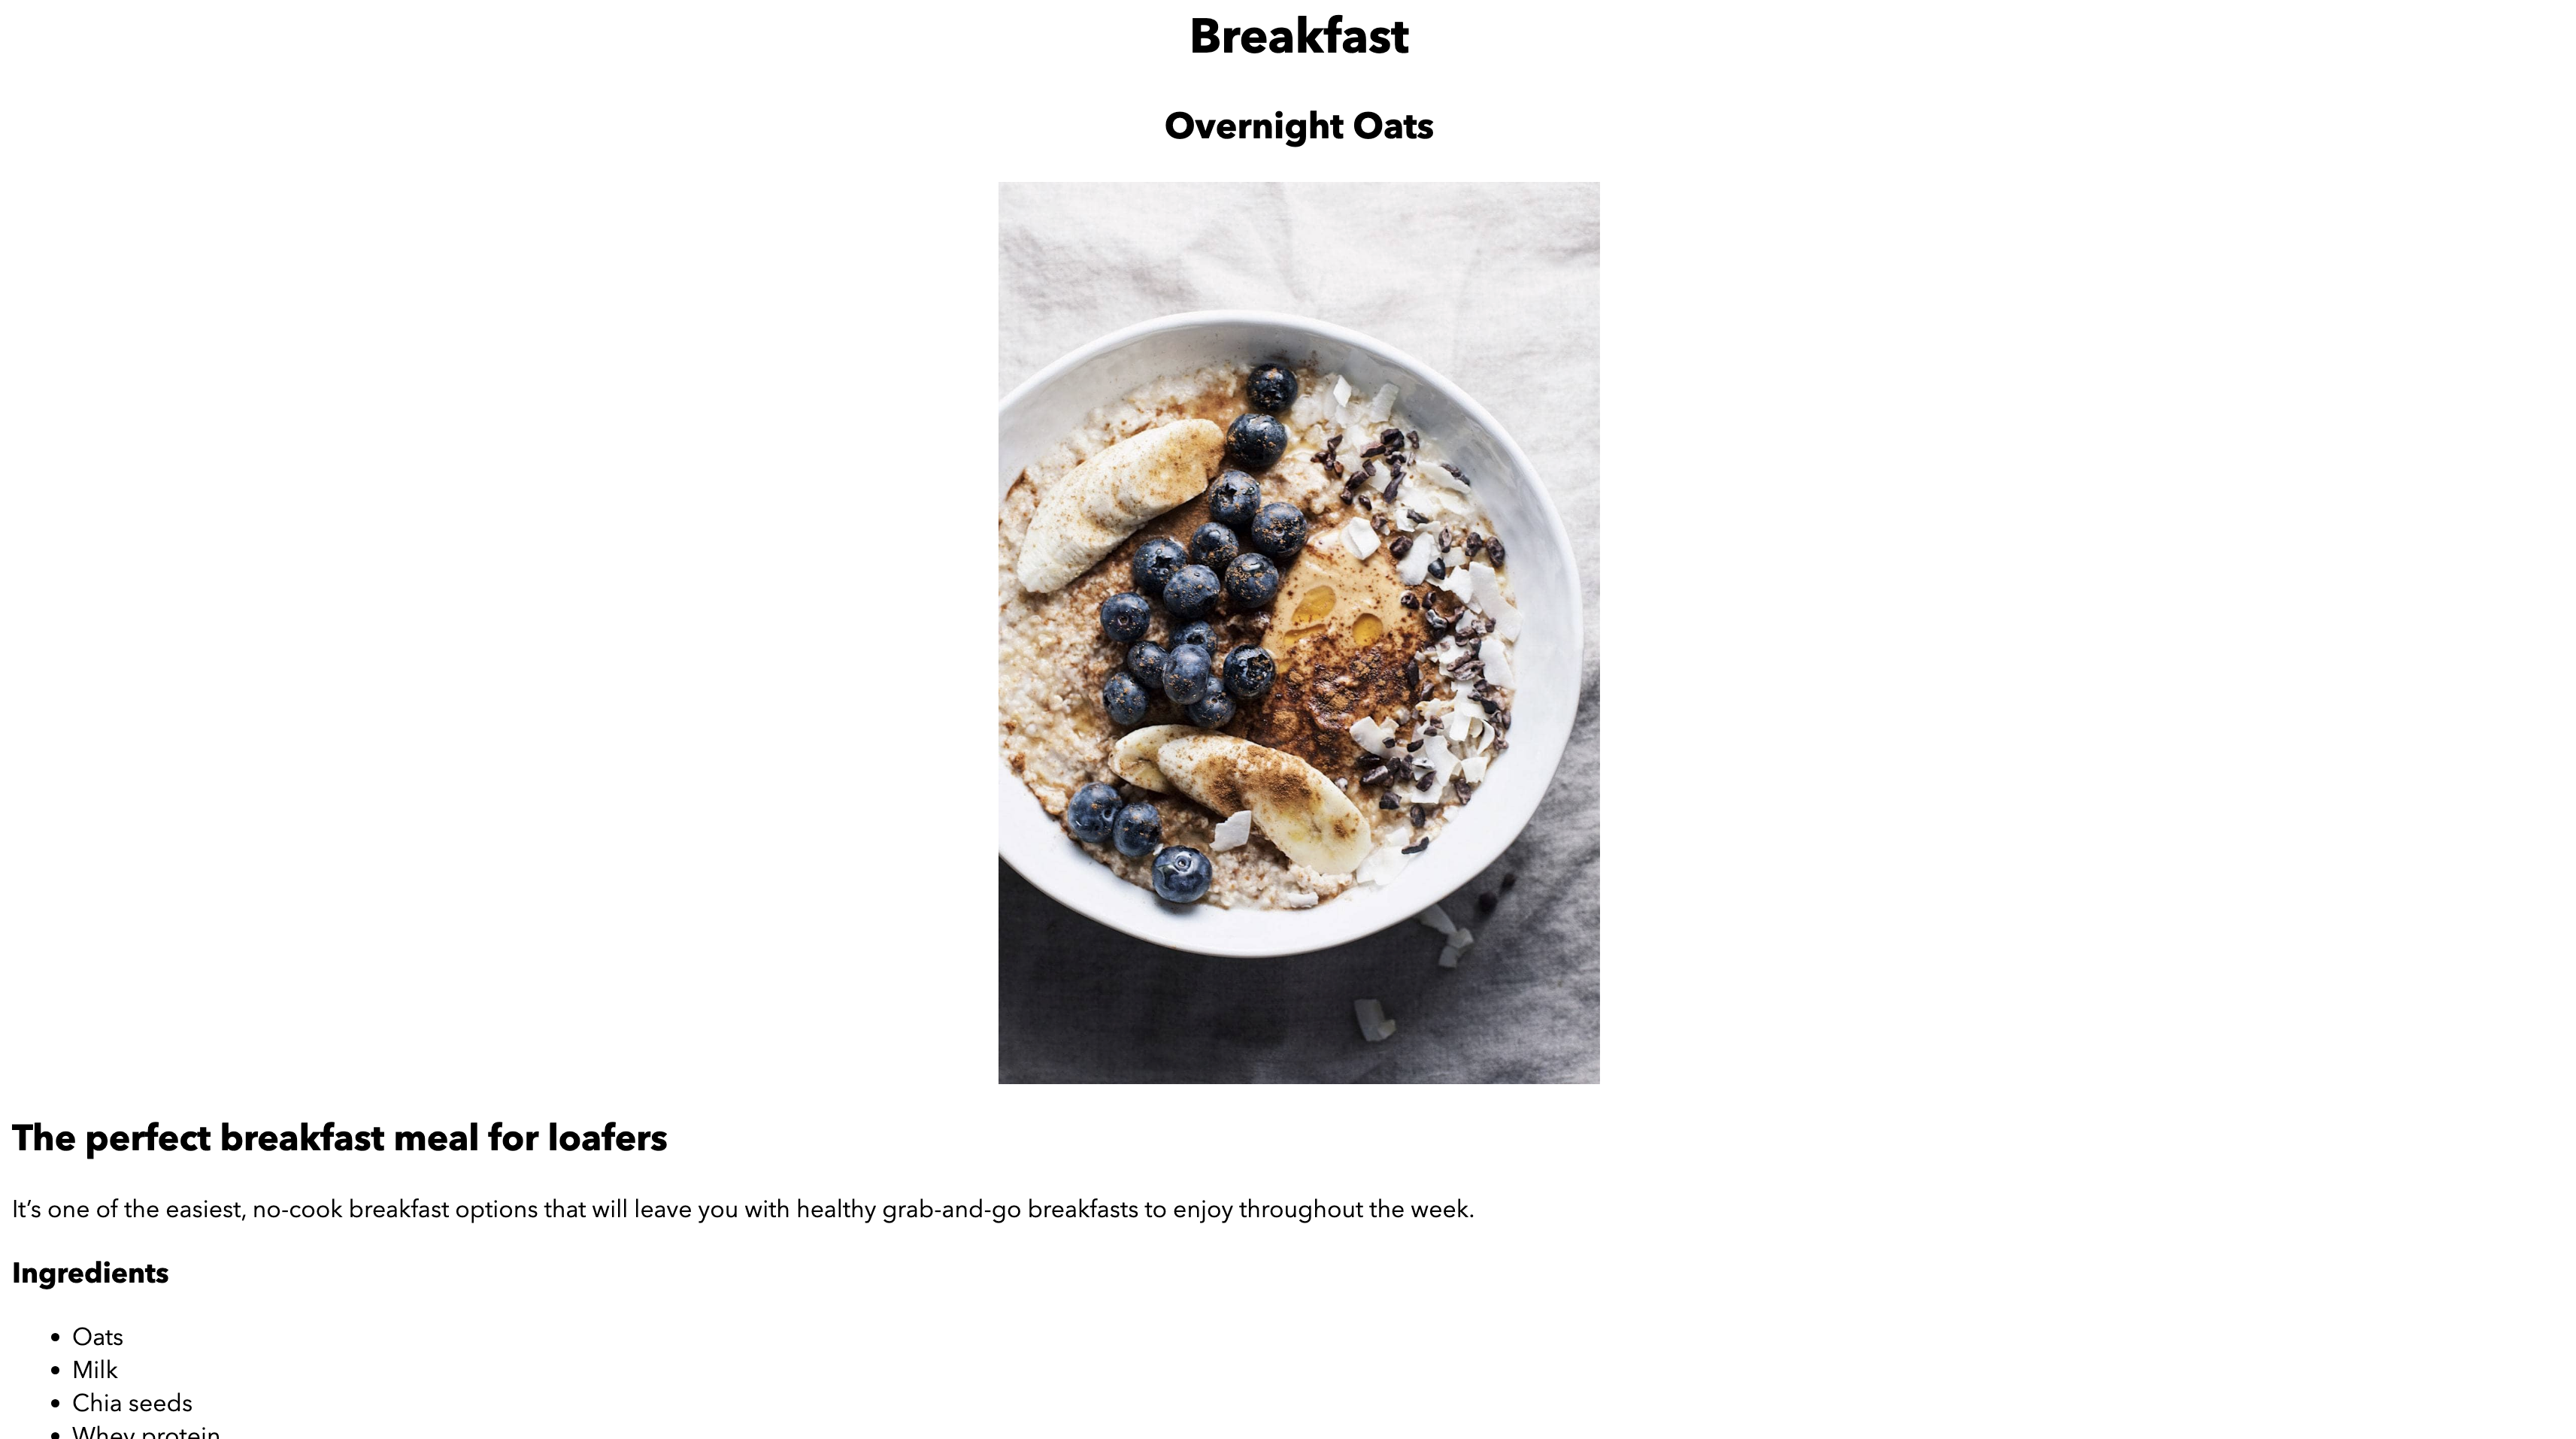 Breakfast
Overnight Oats
The perfect breakfast meal for loafers
It’s one of the easiest, no-cook breakfast options that will leave you with healthy grab-and-go breakfasts to enjoy throughout the week.
Ingredients
• Oats
• Milk
• Chia seeds
• Whey protein